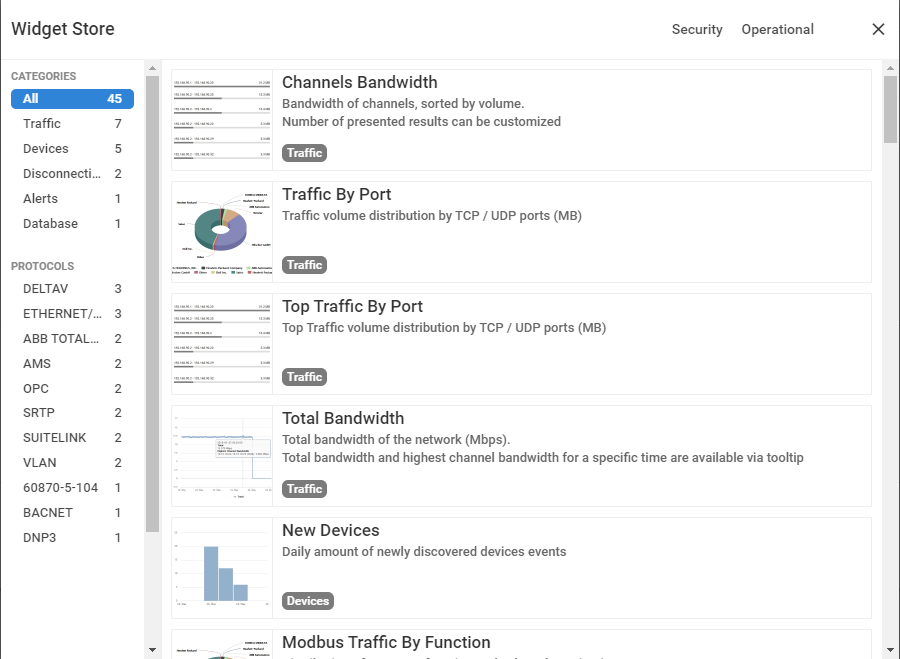 Widget Store
Security
Operational
CATEGORIES
All 45
Traffic 7
Devices 5
Disconnecti... 2
Alerts 1
Database 1
PROTOCOLS
DELTAV 3
ETHERNET/... 3
ABB TOTAL... 2
AMS 2
OPC 2
SRTP 2
SUITELINK 2
VLAN 2
60870-5-104 1
BACNET 1
DNP3 1
Channels Bandwidth
Bandwidth of channels, sorted by volume.
Number of presented results can be customized
Traffic
Traffic By Port
Traffic volume distribution by TCP / UDP ports (MB)
Traffic
Top Traffic By Port
Top Traffic volume distribution by TCP / UDP ports (MB)
Traffic
Total Bandwidth
Total bandwidth of the network (Mbps).
Total bandwidth and highest channel bandwidth for a specific time are available via tooltip
Traffic
New Devices
Daily amount of newly discovered devices events
Devices
Modbus Traffic By Function